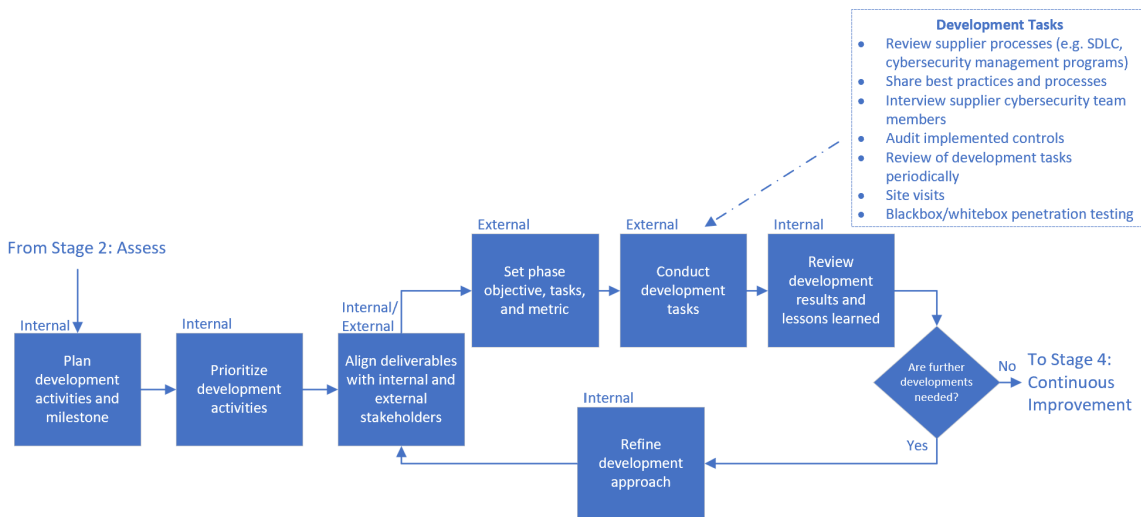 Development Tasks
● Review supplier processes (e.g. SDLC,
cybersecurity management programs)
● Share best practices and processes
● Interview supplier cybersecurity team
members
● Audit implemented controls
● Review of development tasks
periodically
● Site visits
● Blackbox/whitebox penetration testing
From Stage 2: Assess
Internal
Plan
development
activities and
milestone
Internal
Prioritize
development
activities
Internal/
External
Align deliverables
with internal and
external
stakeholders
External
Set phase
objective, tasks,
and metric
External
Conduct
development
tasks
Internal
Review
development
results and
lessons learned
Are further
developments
needed?
No
To Stage 4:
Continuous
Improvement
Yes
Internal
Refine
development
approach